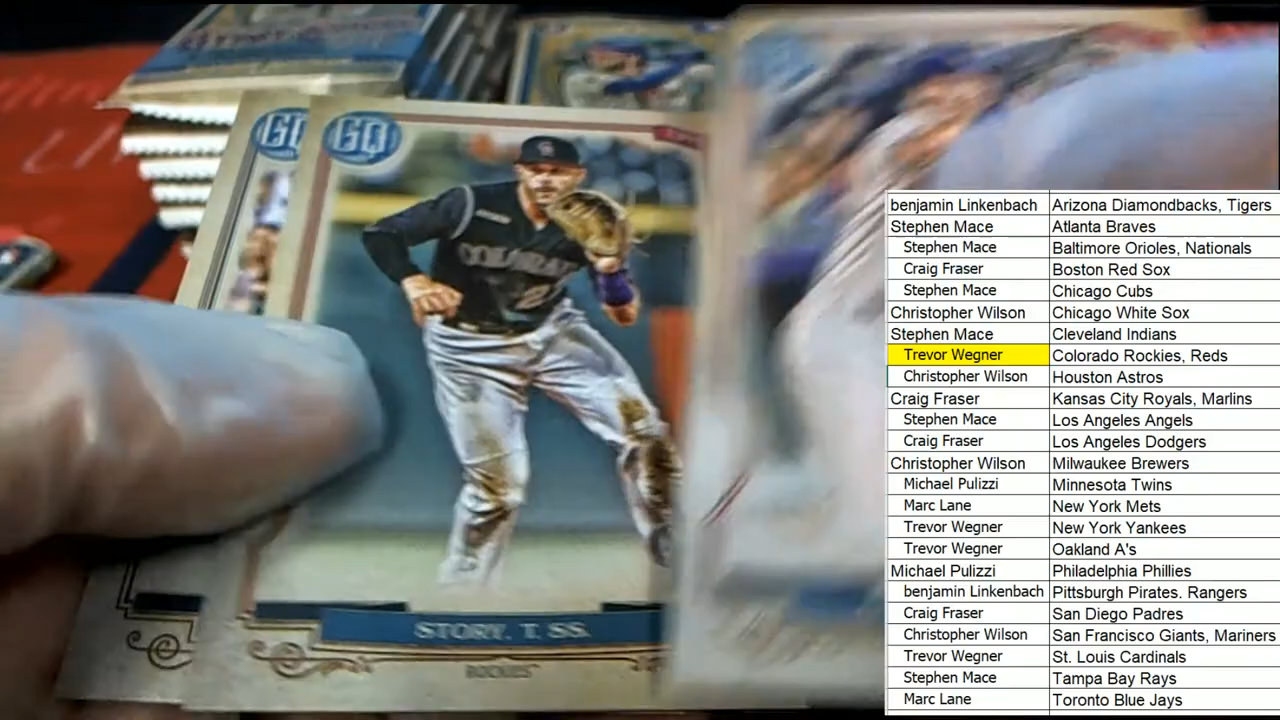 GQ
GQ
COLORAD
2
STORY, T. SS.
ROCKIES
benjamin Linkenbach Arizona Diamondbacks, Tigers
Stephen Mace Atlanta Braves
Stephen Mace Baltimore Orioles, Nationals
Craig Fraser Boston Red Sox
Stephen Mace Chicago Cubs
Christopher Wilson Chicago White Sox
Stephen Mace Cleveland Indians
Trevor Wegner Colorado Rockies, Reds
Christopher Wilson Houston Astros
Craig Fraser Kansas City Royals, Marlins
Stephen Mace Los Angeles Angels
Craig Fraser Los Angeles Dodgers
Christopher Wilson Milwaukee Brewers
Michael Pulizzi Minnesota Twins
Marc Lane New York Mets
Trevor Wegner New York Yankees
Trevor Wegner Oakland A's
Michael Pulizzi Philadelphia Phillies
benjamin Linkenbach Pittsburgh Pirates. Rangers
Craig Fraser San Diego Padres
Christopher Wilson San Francisco Giants, Mariners
Trevor Wegner St. Louis Cardinals
Stephen Mace Tampa Bay Rays
Marc Lane Toronto Blue Jays